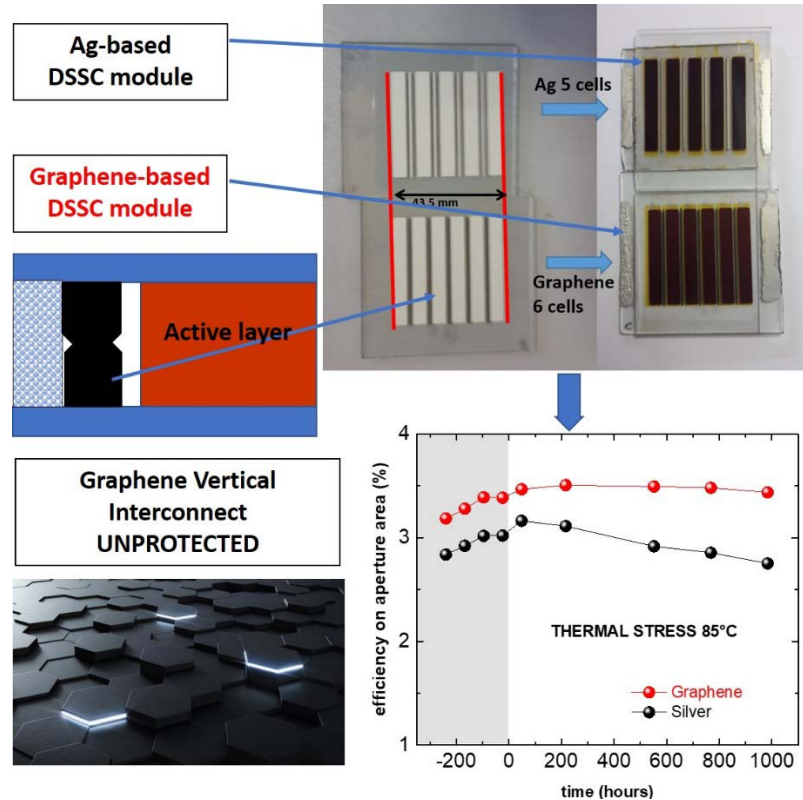 Ag-based
DSSC module
Graphene-based
DSSC module
Ag 5 cells
43.5 mm
Graphene
6 cells
Active layer
Graphene Vertical
Interconnect
UNPROTECTED
4
3
2
1
efficiency on aperture area (%)
THERMAL STRESS 85°C
Graphene
Silver
-200 0 200 400 600 800 1000
time (hours)